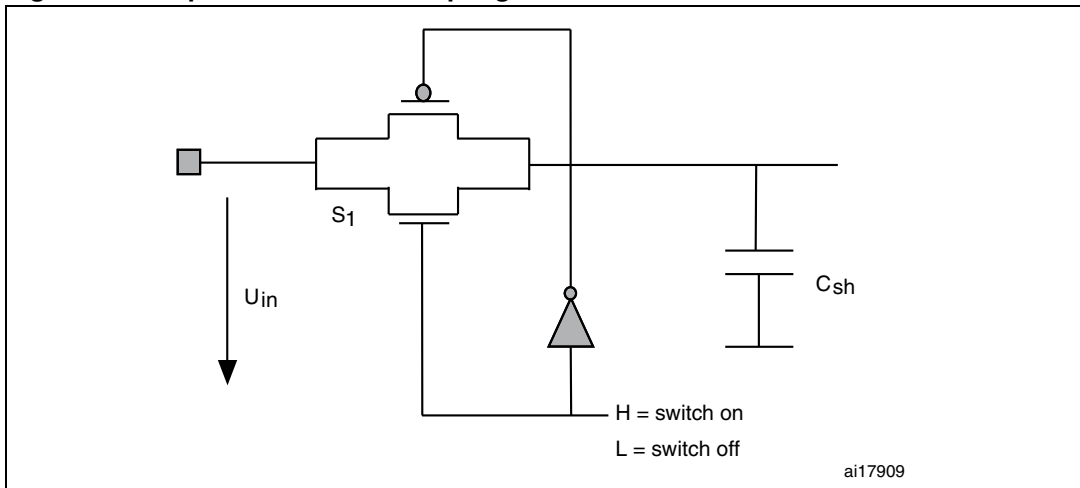 S1
Uin
Csh
H = switch on
L = switch off
ai17909